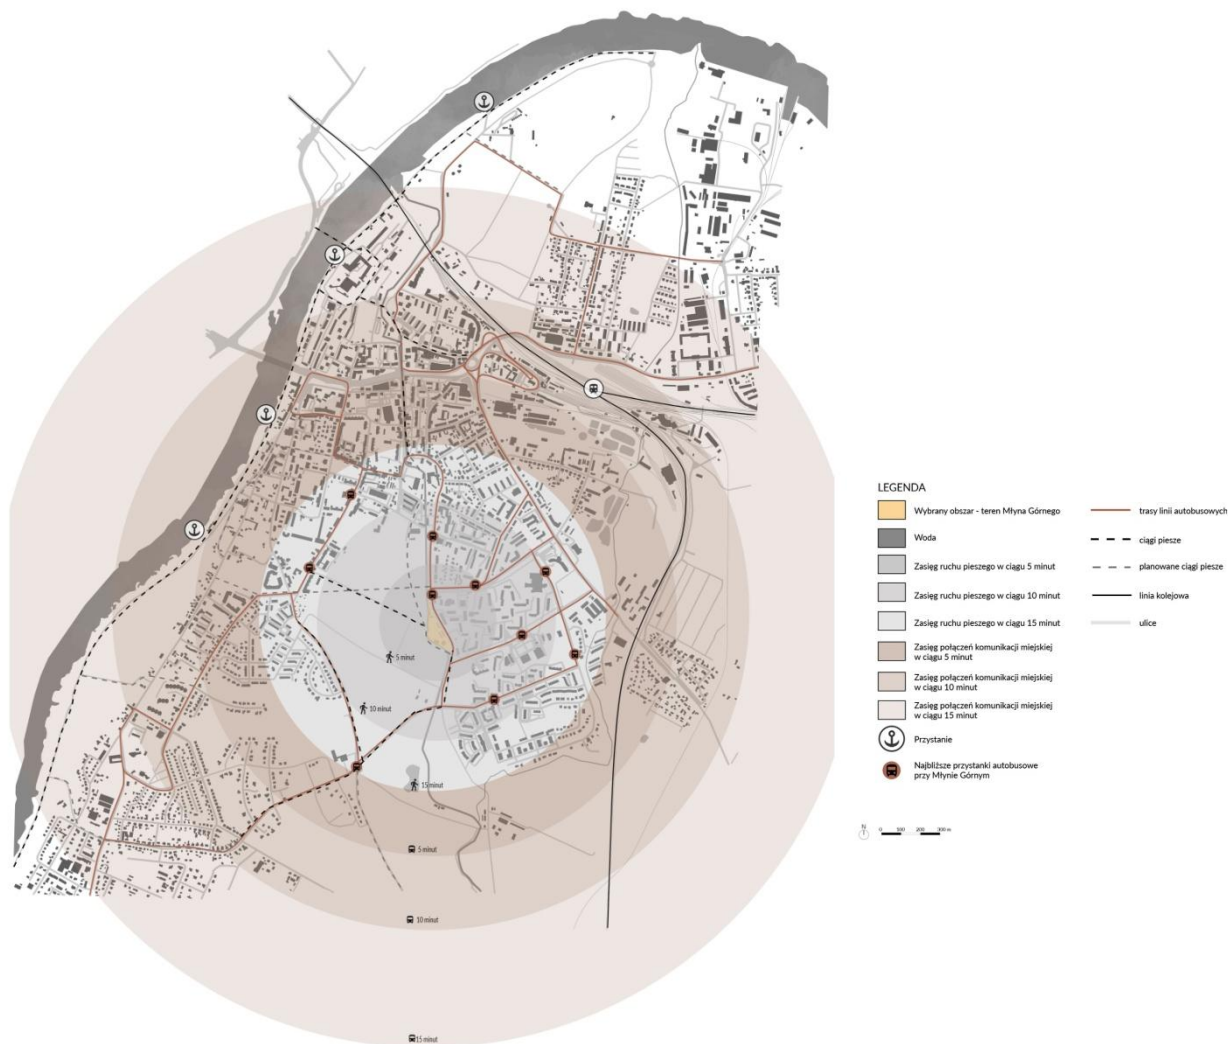 5 minut
10 minut
15 minut
5 minut
10 minut
15 minut
LEGENDA
Wybrany obszar - teren Młyna Górnego
Woda
Zasięg ruchu pieszego w ciągu 5 minut
Zasięg ruchu pieszego w ciągu 10 minut
Zasięg ruchu pieszego w ciągu 15 minut
Zasięg połączeń komunikacji miejskiej
w ciągu 5 minut
Zasięg połączeń komunikacji miejskiej
w ciągu 10 minut
Zasięg połączeń komunikacji miejskiej
w ciągu 15 minut
Przystanie
Najbliższe przystanki autobusowe
przy Młynie Górnym
trasy linii autobusowych
ciągi piesze
planowane ciągi piesze
linia kolejowa
ulice
N
0 100 200 300 m